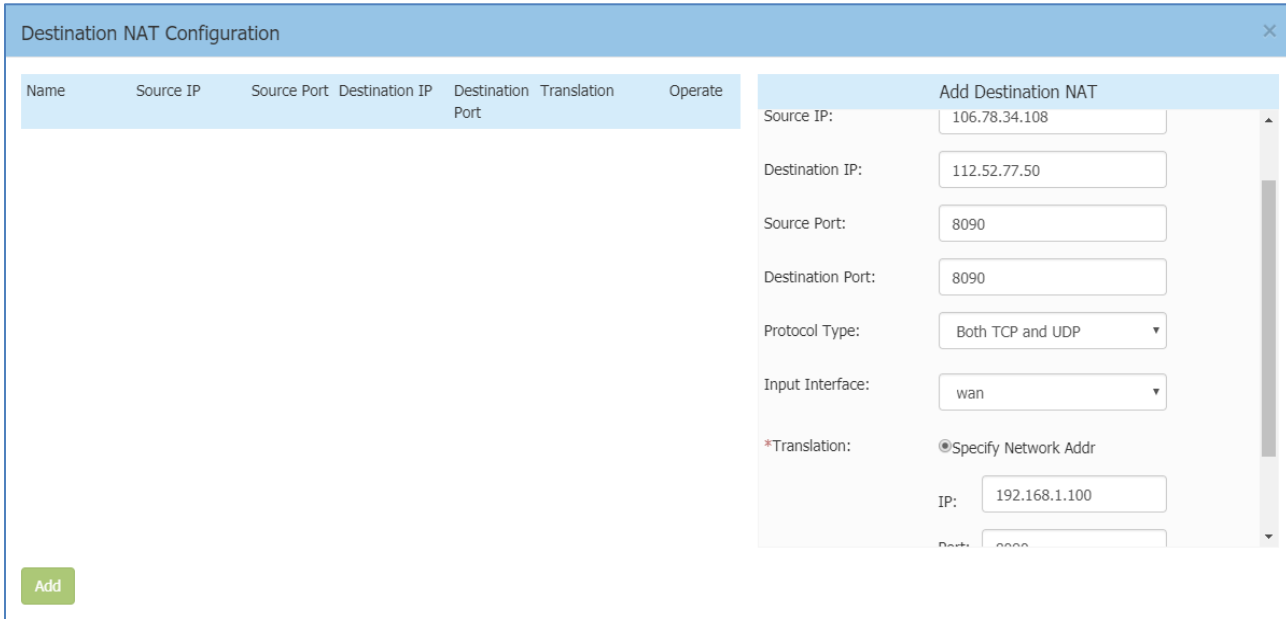 Destination NAT Configuration
×
Name Source IP Source Port Destination IP Destination Port Translation Operate
Add Destination NAT
Source IP: 106.78.34.108
Destination IP: 112.52.77.50
Source Port: 8090
Destination Port: 8090
Protocol Type: Both TCP and UDP
Input Interface: wan
*Translation: Specify Network Addr
IP: 192.168.1.100
Port:
Add